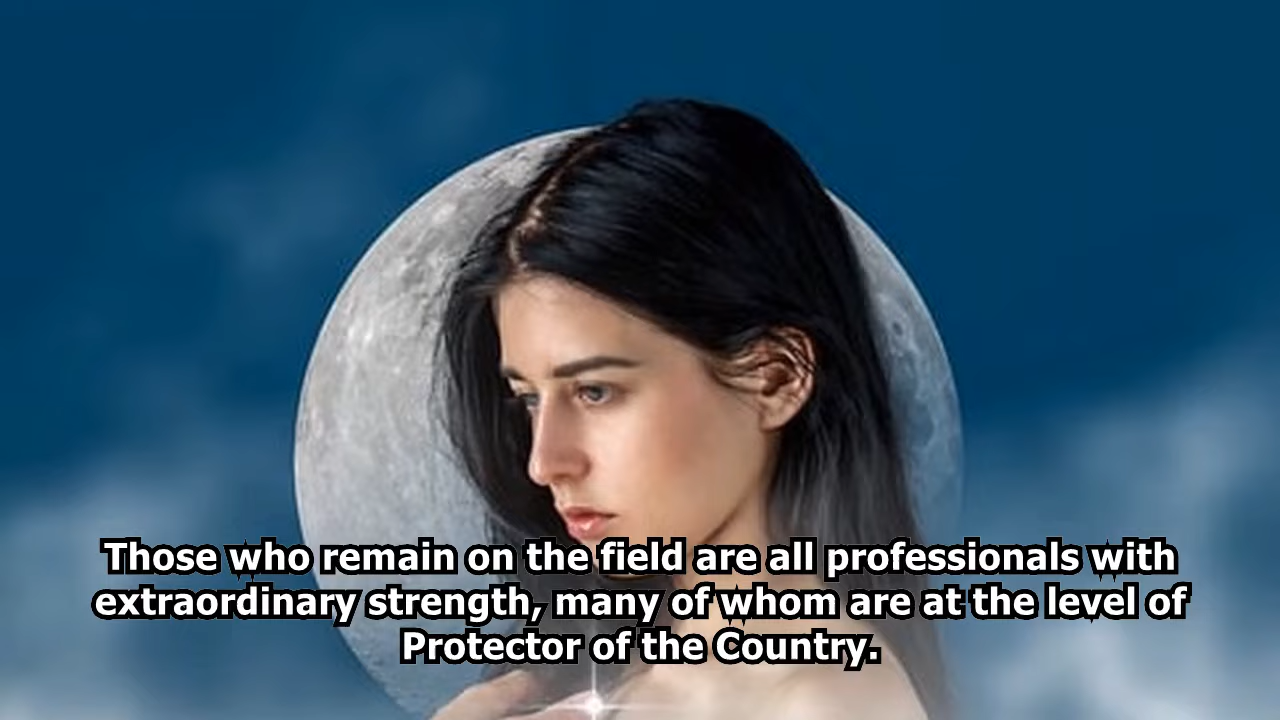 Those who remain on the field are all professionals with
extraordinary strength, many of whom are at the level of
Protector of the Country.